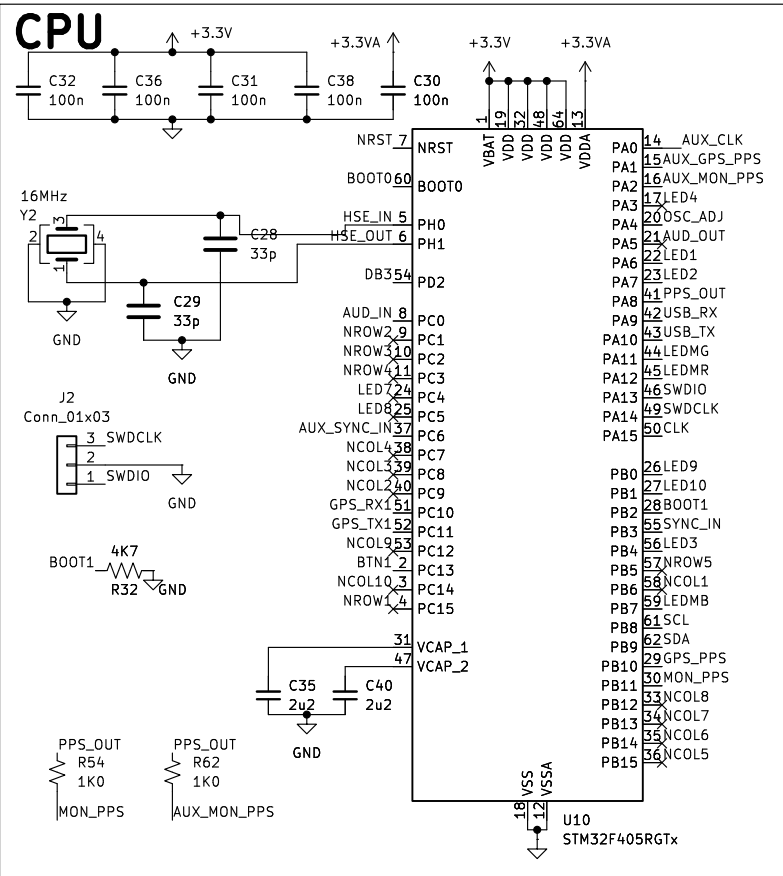 CPU
+3.3V
+3.3VA
+3.3V
+3.3VA
C32
100n
C36
100n
C31
100n
C38
100n
C30
100n
1 19 32 48 64 13
VBAT VDD VDD VDD VDD VDDA
NRST 7 NRST
BOOT0 60 BOOT0
HSE_IN 5 PH0
HSE_OUT 6 PH1
DB3 54 PD2
AUD_IN 8 PC0
NROW2 9 PC1
NROW3 10 PC2
NROW4 11 PC3
LED7 24 PC4
LED8 25 PC5
AUX_SYNC_IN 37 PC6
NCOL4 38 PC7
NCOL3 39 PC8
NCOL2 40 PC9
GPS_RX1 51 PC10
GPS_TX1 52 PC11
NCOL9 53 PC12
BTN1 2 PC13
NCOL10 3 PC14
NROW1 4 PC15
31 VCAP_1
47 VCAP_2
PA0 14 AUX_CLK
PA1 15 AUX_GPS_PPS
PA2 16 AUX_MON_PPS
PA3 17 LED4
PA4 20 OSC_ADJ
PA5 21 AUD_OUT
PA6 22 LED1
PA7 23 LED2
PA8 41 PPS_OUT
PA9 42 USB_RX
PA10 43 USB_TX
PA11 44 LEDMG
PA12 45 LEDMR
PA13 46 SWDIO
PA14 49 SWDCLK
PA15 50 CLK
PB0 26 LED9
PB1 27 LED10
PB2 28 BOOT1
PB3 55 SYNC_IN
PB4 56 LED3
PB5 57 NROW5
PB6 58 NCOL1
PB7 59 LEDMB
PB8 61 SCL
PB9 62 SDA
PB10 29 GPS_PPS
PB11 30 MON_PPS
PB12 33 NCOL8
PB13 34 NCOL7
PB14 35 NCOL6
PB15 36 NCOL5
VSS VSSA
18 12
U10
STM32F405RGTx
16MHz
Y2
3
2 4
1
C28
33p
C29
33p
GND
GND
J2
Conn_01x03
3 SWDCLK
2
1 SWDIO
GND
BOOT1
4K7
R32
GND
C35
2u2
C40
2u2
GND
PPS_OUT
R54
1K0
MON_PPS
PPS_OUT
R62
1K0
AUX_MON_PPS